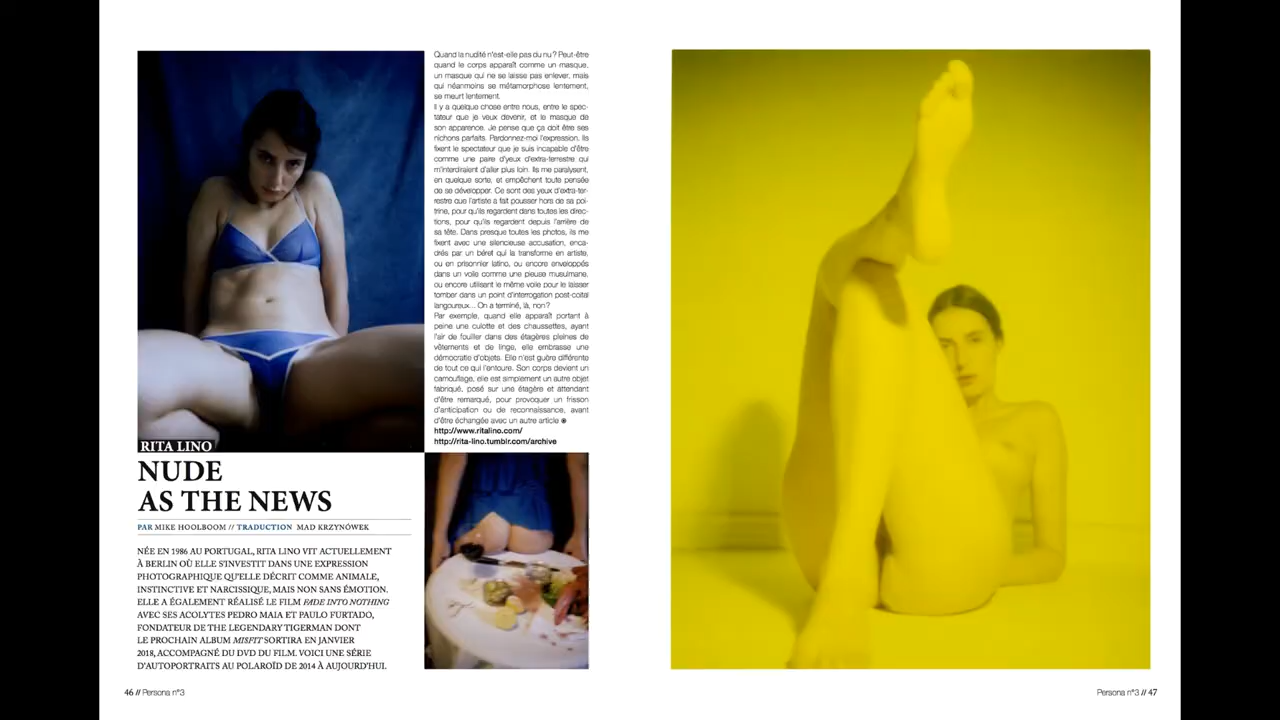 Quand la nudité n'est-elle pas du nu ? Peut-être
quand le corps apparaît comme un masque,
un masque qui ne se laisse pas enlever, mais
qui néanmoins se métamorphose lentement,
se meurt lentement.
Il y a quelque chose entre nous, entre le spec-
tateur que je veux devenir, et le masque de
son apparence. Je pense que ça doit être ses
nichons parfaits. Pardonnez-moi l'expression. Ils
fixent le spectateur que je suis incapable d'être
comme une paire d'yeux d'extra-terrestre qui
m'interdiraient d'aller plus loin. Ils me paralysent,
en quelque sorte, et empêchent toute pensée
de se développer. Ce sont des yeux d'extra-ter-
restre que l'artiste a fait pousser hors de sa poi-
trine, pour qu'ils regardent dans toutes les direc-
tions, pour qu'ils regardent depuis l'arrière de
sa tête. Dans presque toutes les photos, ils me
fixent avec une silencieuse accusation, enca-
drés par un béret qui la transforme en artiste,
ou en prisonnier latino, ou encore enveloppés
dans un voile comme une pieuse musulmane,
ou encore utilisant le même voile pour le laisser
tomber dans un point d'interrogation post-coital
langoureux... On a terminé, là, non ?
Par exemple, quand elle apparaît portant à
peine une culotte et des chaussettes, ayant
l'air de fouiller dans des étagères pleines de
vêtements et de linge, elle embrasse une
démocratie d'objets. Elle n'est guère différente
de tout ce qui l'entoure. Son corps devient un
camouflage, elle est simplement un autre objet
fabriqué, posé sur une étagère et attendant
d'être remarqué, pour provoquer un frisson
d'anticipation ou de reconnaissance, avant
d'être échangée avec un autre article
http://www.ritalino.com/
http://rita-lino.tumblr.com/archive
RITA LINO
NUDE
AS THE NEWS
PAR MIKE HOOLBOOM // TRADUCTION MAD KRZYNÓWEK
NÉE EN 1986 AU PORTUGAL, RITA LINO VIT ACTUELLEMENT
À BERLIN OÙ ELLE S'INVESTIT DANS UNE EXPRESSION
PHOTOGRAPHIQUE QU'ELLE DÉCRIT COMME ANIMALE,
INSTINCTIVE ET NARCISSIQUE, MAIS NON SANS ÉMOTION.
ELLE A ÉGALEMENT RÉALISÉ LE FILM FADE INTO NOTHING
AVEC SES ACOLYTES PEDRO MAIA ET PAULO FURTADO,
FONDATEUR DE THE LEGENDARY TIGERMAN DONT
LE PROCHAIN ALBUM MISFIT SORTIRA EN JANVIER
2018, ACCOMPAGNÉ DU DVD DU FILM. VOICI UNE SÉRIE
D'AUTOPORTRAITS AU POLAROÏD DE 2014 À AUJOURD'HUI.
46 // Persona n°3
Persona n°3 // 47